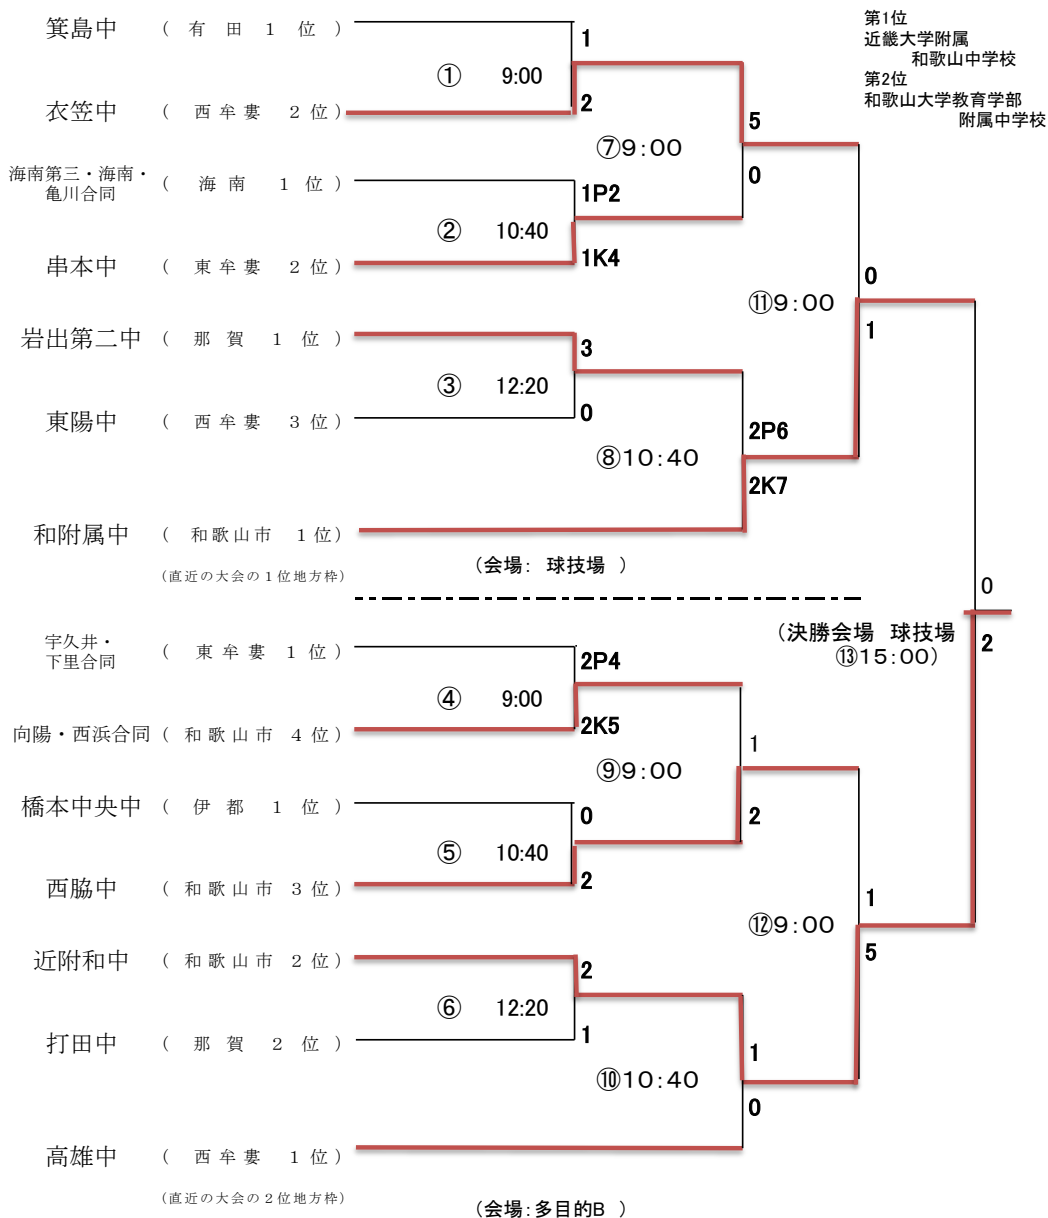 第1位
近畿大学附属
和歌山中学校
第2位
和歌山大学教育学部
附属中学校
箕島中 （ 有 田 1 位 ）
1
① 9:00
2
衣笠中 （ 西 牟 婁 2 位 ）
5
⑦9:00
0
海南第三・海南・
亀川合同
（ 海 南 1 位 ）
1P2
② 10:40
1K4
串本中 （ 東 牟 婁 2 位 ）
0
⑪9:00
1
岩出第二中 （ 那 賀 1 位 ）
3
③ 12:20
0
東陽中 （ 西 牟 婁 3 位 ）
2P6
⑧10:40
2K7
和附属中 （ 和歌山市 1 位）
（直近の大会の１位地方枠）
（会場： 球技場 ）
0
（決勝会場 球技場
⑬15:00）
2
宇久井・
下里合同
（ 東 牟 婁 1 位 ）
2P4
④ 9:00
2K5
向陽・西浜合同 （ 和 歌 山 市 4 位 ）
1
⑨9:00
2
橋本中央中 （ 伊 都 1 位 ）
0
⑤ 10:40
2
西脇中 （ 和 歌 山 市 3 位 ）
1
⑫9:00
5
近附和中 （ 和 歌 山 市 2 位 ）
2
⑥ 12:20
1
打田中 （ 那 賀 2 位 ）
1
⑩10:40
0
高雄中 （ 西 牟 婁 1 位 ）
（直近の大会の２位地方枠）
（会場：多目的B ）